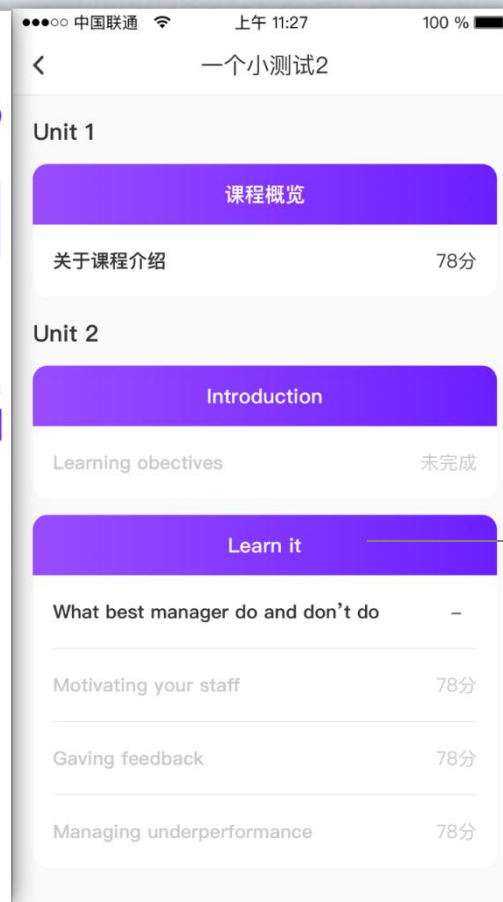 中国联通 上午 11:27 100 %
一个小测试2
Unit 1
课程概览
关于课程介绍 78分
Unit 2
Introduction
Learning obectives 未完成
Learn it
What best manager do and don’t do –
Motivating your staff 78分
Gaving feedback 78分
Managing underperformance 78分